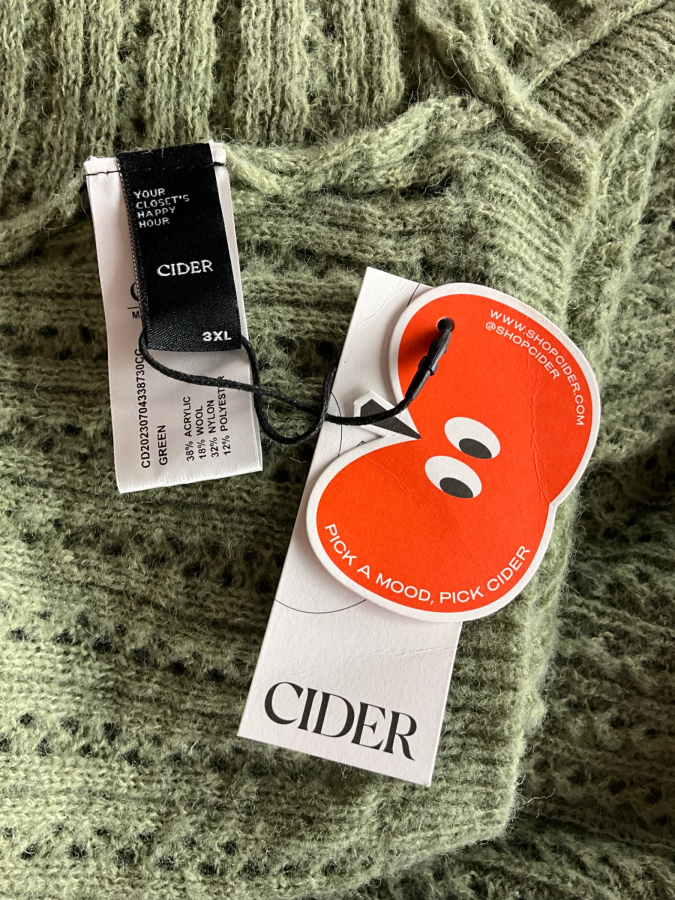 YOUR
CLOSET'S
HAPPY
HOUR
CIDER
3XL
CD20230704338730CC
GREEN
38% ACRYLIC
18% WOOL
32% NYLON
12% POLYESTER
WWW.SHOPCIDER.COM
@SHOPCIDER
PICK A MOOD, PICK CIDER
CIDER